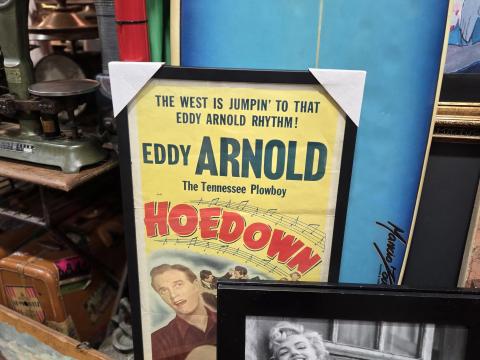 THE WEST IS JUMPIN' TO THAT
EDDY ARNOLD RHYTHM!
EDDY ARNOLD
The Tennessee Plowboy
HOEDOWN